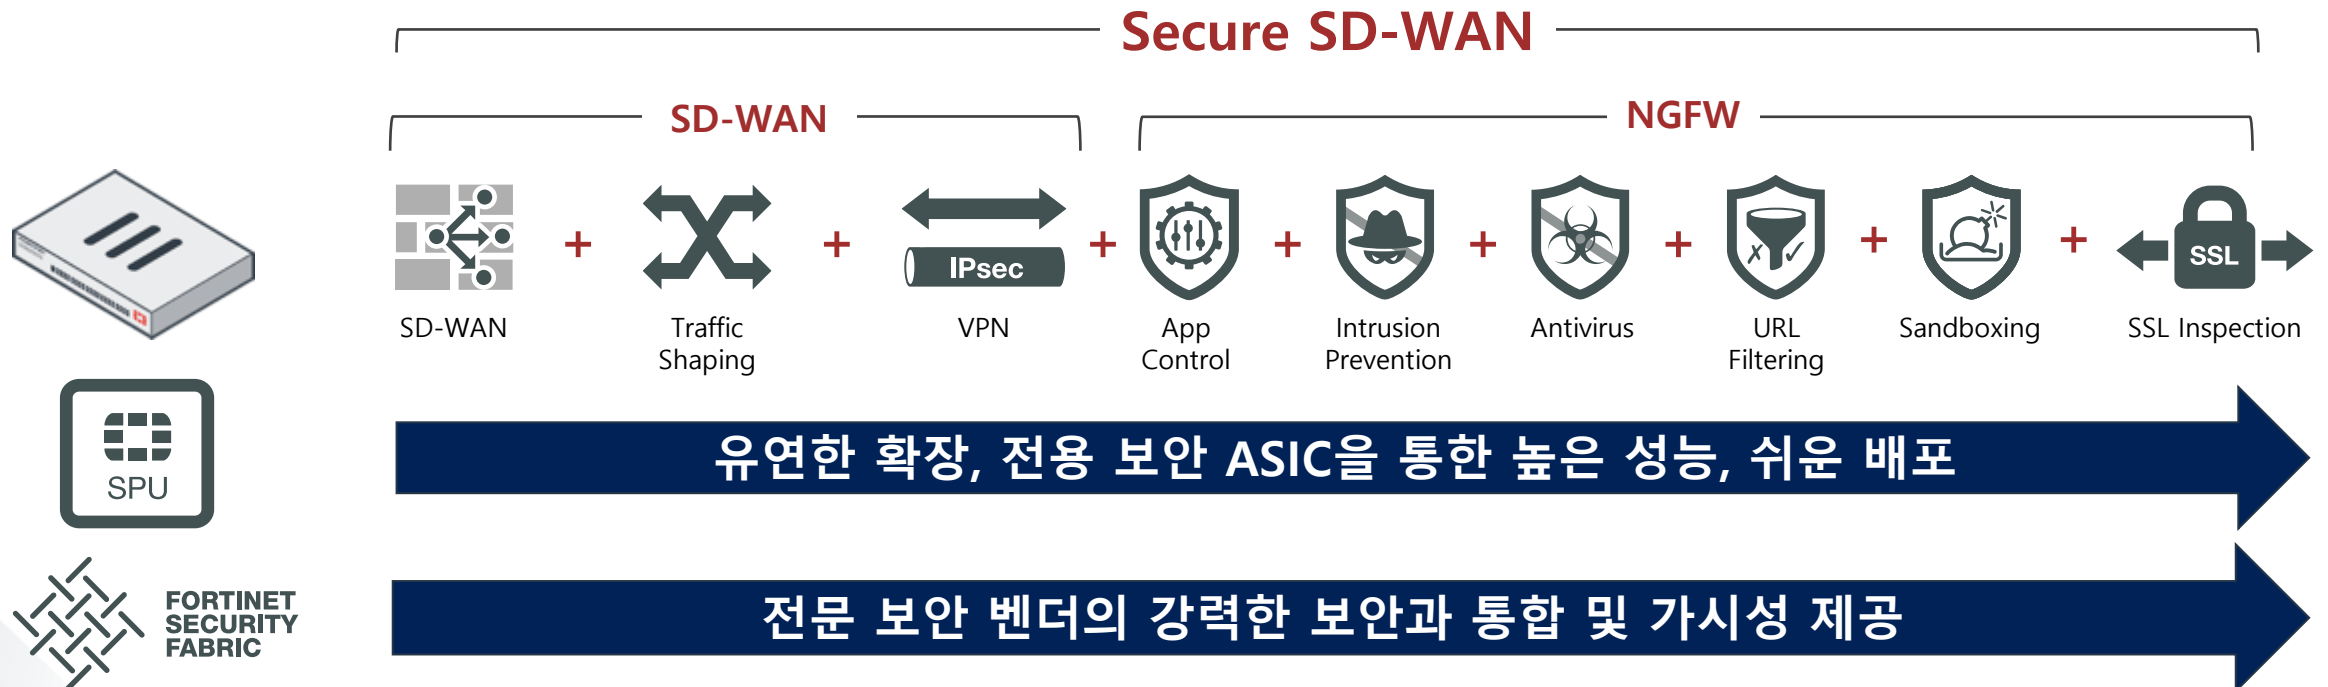 Secure SD-WAN
SD-WAN
NGFW
IPsec
SSL
SD-WAN
Traffic
Shaping
VPN
App
Control
Intrusion
Prevention
Antivirus
URL
Filtering
Sandboxing
SSL Inspection
SPU
유연한 확장, 전용 보안 ASIC을 통한 높은 성능, 쉬운 배포
FORTINET
SECURITY
FABRIC
전문 보안 벤더의 강력한 보안과 통합 및 가시성 제공